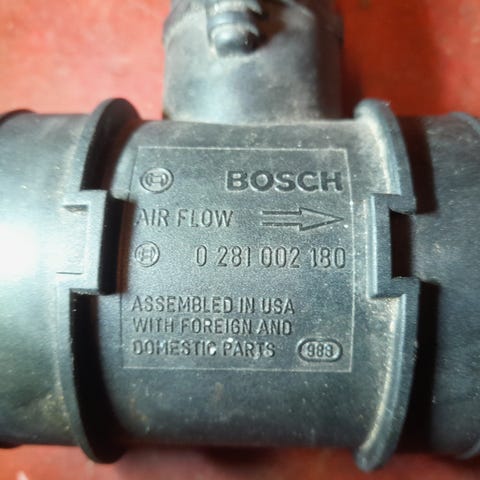 BOSCH
AIR FLOW
0 281 002 180
ASSEMBLED IN USA
WITH FOREIGN AND
DOMESTIC PARTS 983